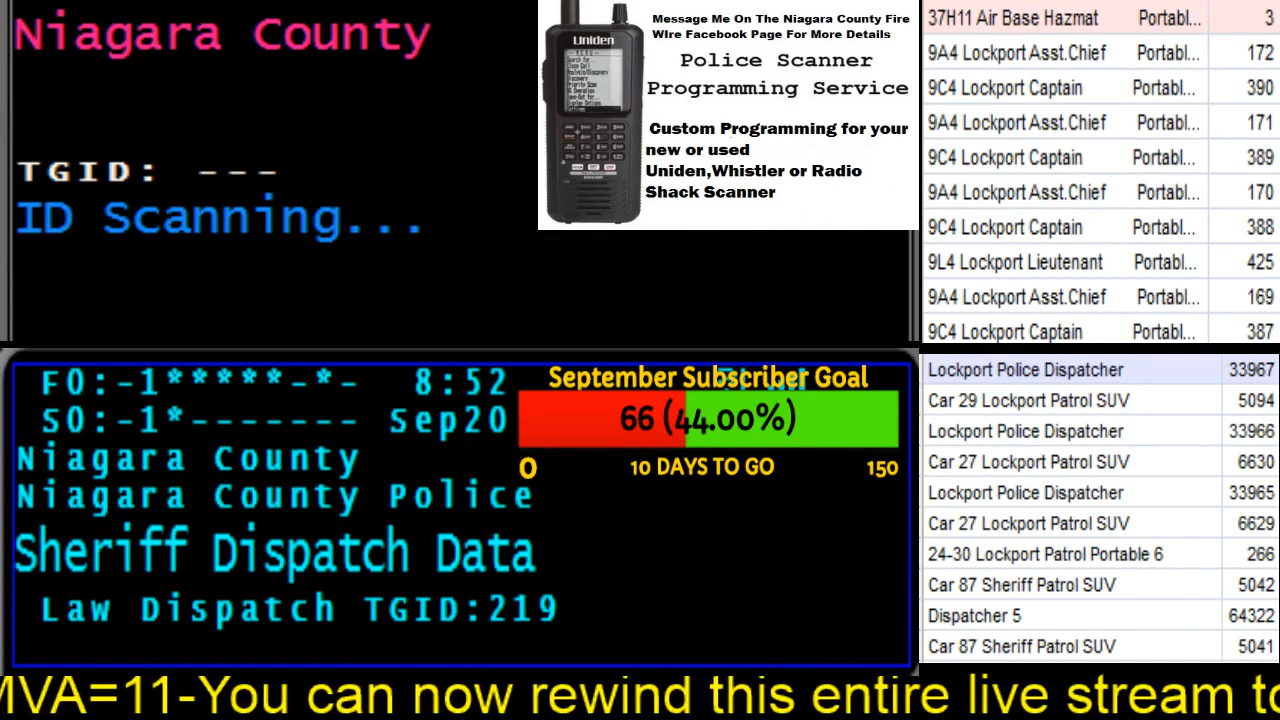 Niagara County
TGID: ---
ID Scanning...
Uniden
Message Me On The Niagara County Fire
WIre Facebook Page For More Details
Police Scanner
Programming Service
Custom Programming for your
new or used
Uniden,Whistler or Radio
Shack Scanner
37H11 Air Base Hazmat Portabl... 3
9A4 Lockport Asst.Chief Portabl... 172
9C4 Lockport Captain Portabl... 390
9A4 Lockport Asst.Chief Portabl... 171
9C4 Lockport Captain Portabl... 389
9A4 Lockport Asst.Chief Portabl... 170
9C4 Lockport Captain Portabl... 388
9L4 Lockport Lieutenant Portabl... 425
9A4 Lockport Asst.Chief Portabl... 169
9C4 Lockport Captain Portabl... 387
F0:-1*****-*- 8:52
S0:-1*------- Sep20
Niagara County
Niagara County Police
Sheriff Dispatch Data
Law Dispatch TGID:219
September Subscriber Goal
66 (44.00%)
0 10 DAYS TO GO 150
Lockport Police Dispatcher 33967
Car 29 Lockport Patrol SUV 5094
Lockport Police Dispatcher 33966
Car 27 Lockport Patrol SUV 6630
Lockport Police Dispatcher 33965
Car 27 Lockport Patrol SUV 6629
24-30 Lockport Patrol Portable 6 266
Car 87 Sheriff Patrol SUV 5042
Dispatcher 5 64322
Car 87 Sheriff Patrol SUV 5041
MVA=11-You can now rewind this entire live stream to